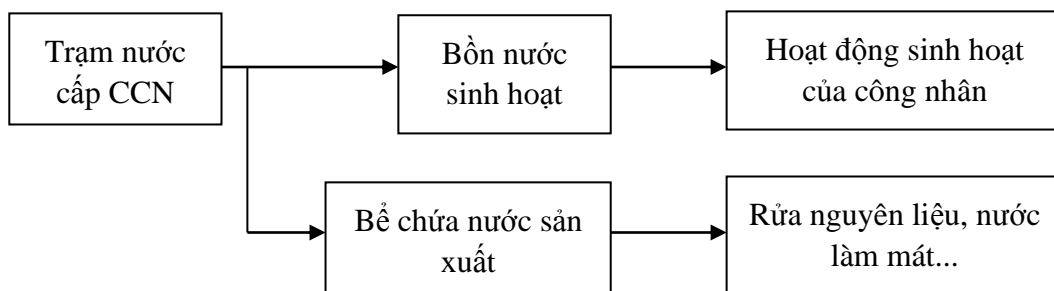 Trạm nước
cấp CCN
Bồn nước
sinh hoạt
Hoạt động sinh hoạt
của công nhân
Bể chứa nước sản
xuất
Rửa nguyên liệu, nước
làm mát...